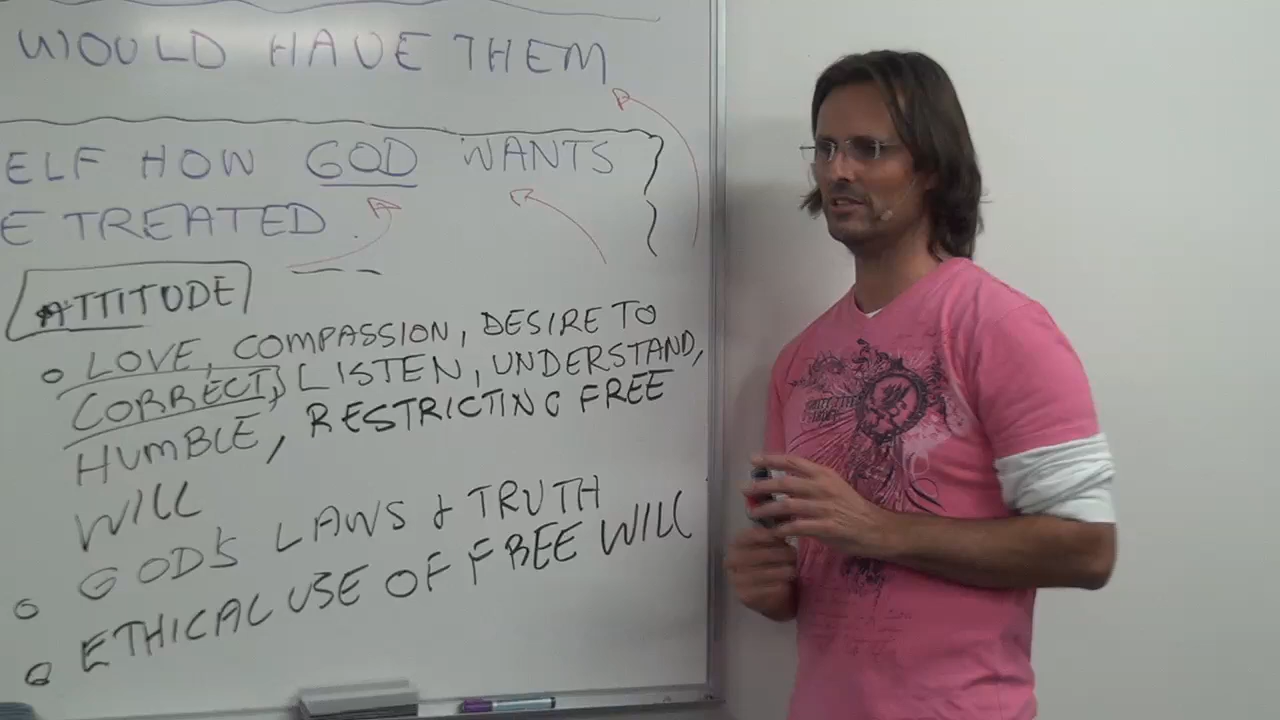 WOULD HAVE THEM
ELF HOW GOD WANTS
E TREATED.
ATTITUDE
LOVE, COMPASSION, DESIRE TO
CORRECT, LISTEN, UNDERSTAND,
HUMBLE, RESTRICTING FREE
WILL
GOD'S LAWS & TRUTH
ETHICAL USE OF FREE WILL